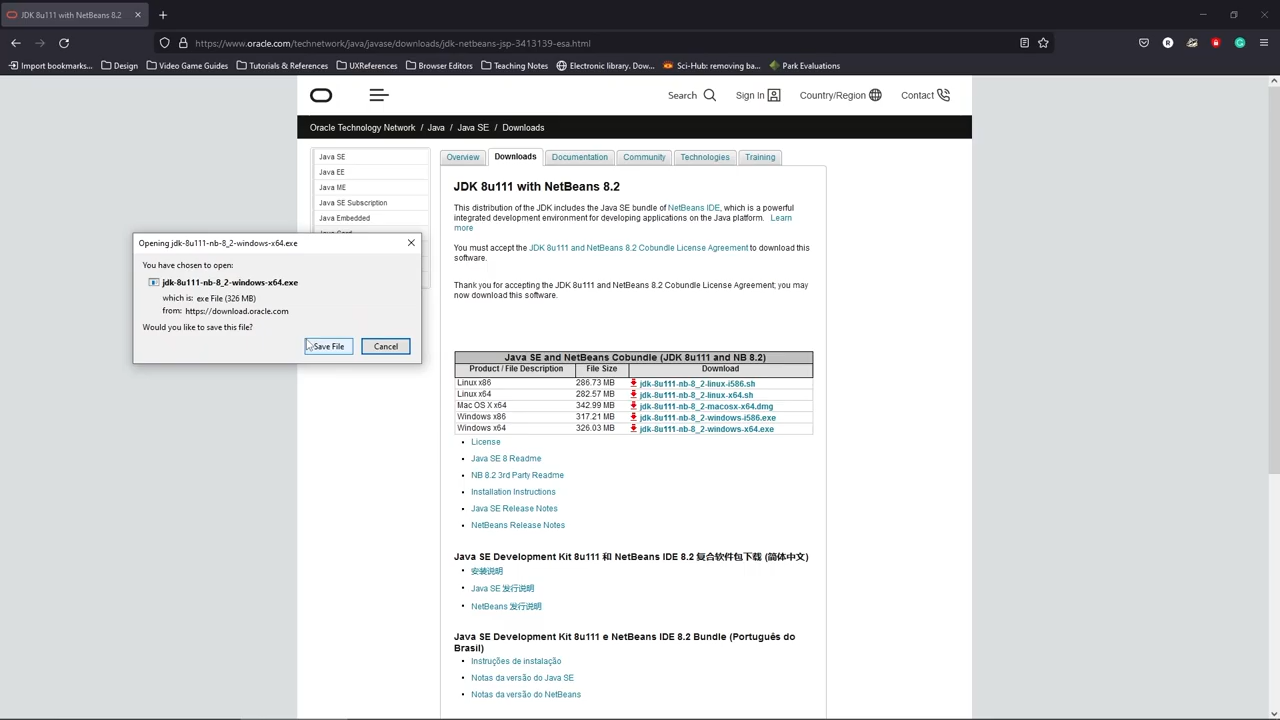 JDK 8u111 with NetBeans 8.2
https://www.oracle.com/technetwork/java/javase/downloads/jdk-netbeans-jsp-3413139-esa.html
Import bookmarks... Design Video Game Guides Tutorials & References UXReferences Browser Editors Teaching Notes Electronic library. Dow... Sci-Hub: removing ba... Park Evaluations
Search Sign In Country/Region Contact
Oracle Technology Network / Java / Java SE / Downloads
Java SE
Java EE
Java ME
Java SE Subscription
Java Embedded
Overview Downloads Documentation Community Technologies Training
JDK 8u111 with NetBeans 8.2
This distribution of the JDK includes the Java SE bundle of NetBeans IDE, which is a powerful
integrated development environment for developing applications on the Java platform. Learn
more
You must accept the JDK 8u111 and NetBeans 8.2 Cobundle License Agreement to download this
software.
Thank you for accepting the JDK 8u111 and NetBeans 8.2 Cobundle License Agreement; you may
now download this software.
Opening jdk-8u111-nb-8_2-windows-x64.exe
You have chosen to open:
jdk-8u111-nb-8_2-windows-x64.exe
which is: exe File (326 MB)
from: https://download.oracle.com
Would you like to save this file?
Save File Cancel
Java SE and NetBeans Cobundle (JDK 8u111 and NB 8.2)
Product / File Description File Size Download
Linux x86 286.73 MB jdk-8u111-nb-8_2-linux-i586.sh
Linux x64 282.57 MB jdk-8u111-nb-8_2-linux-x64.sh
Mac OS X x64 342.99 MB jdk-8u111-nb-8_2-macosx-x64.dmg
Windows x86 317.21 MB jdk-8u111-nb-8_2-windows-i586.exe
Windows x64 326.03 MB jdk-8u111-nb-8_2-windows-x64.exe
License
Java SE 8 Readme
NB 8.2 3rd Party Readme
Installation Instructions
Java SE Release Notes
NetBeans Release Notes
Java SE Development Kit 8u111 和 NetBeans IDE 8.2 复合软件包下载 (简体中文)
安装说明
Java SE 发行说明
NetBeans 发行说明
Java SE Development Kit 8u111 e NetBeans IDE 8.2 Bundle (Português do
Brasil)
Instruções de instalação
Notas da versão do Java SE
Notas da versão do NetBeans